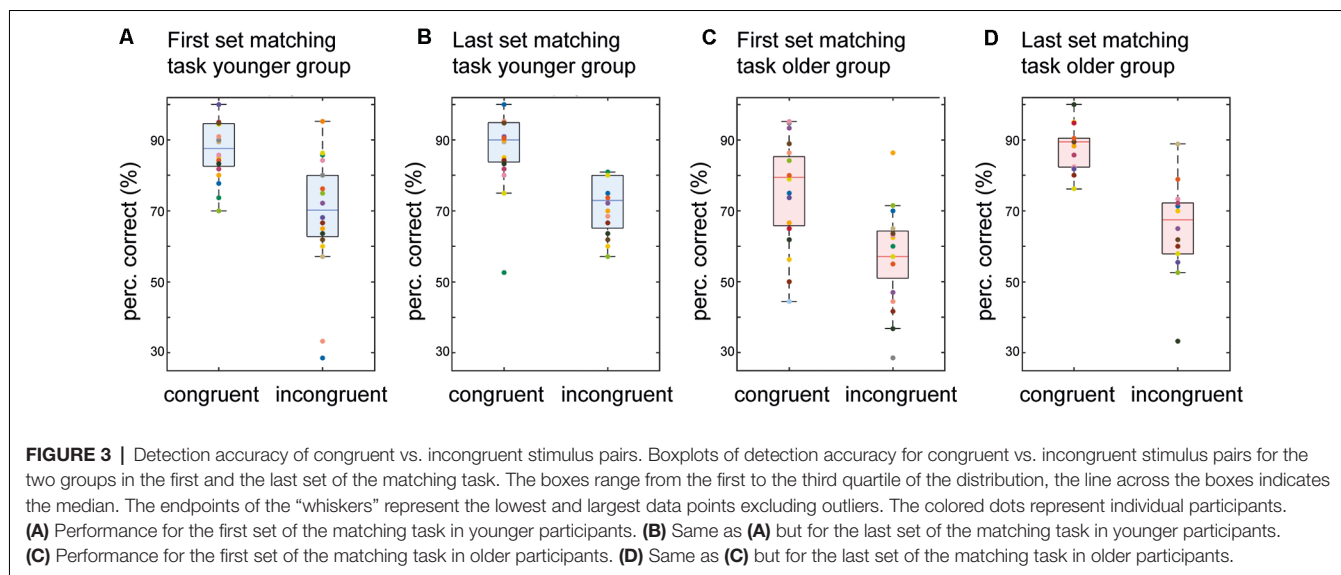 A First set matching
task younger group
B Last set matching
task younger group
C First set matching
task older group
D Last set matching
task older group
perc. correct (%)
90
70
50
30
congruent incongruent
perc. correct (%)
90
70
50
30
congruent incongruent
perc. correct (%)
90
70
50
30
congruent incongruent
perc. correct (%)
90
70
50
30
congruent incongruent
FIGURE 3 | Detection accuracy of congruent vs. incongruent stimulus pairs. Boxplots of detection accuracy for congruent vs. incongruent stimulus pairs for the
two groups in the first and the last set of the matching task. The boxes range from the first to the third quartile of the distribution, the line across the boxes indicates
the median. The endpoints of the “whiskers” represent the lowest and largest data points excluding outliers. The colored dots represent individual participants.
(A) Performance for the first set of the matching task in younger participants. (B) Same as (A) but for the last set of the matching task in younger participants.
(C) Performance for the first set of the matching task in older participants. (D) Same as (C) but for the last set of the matching task in older participants.